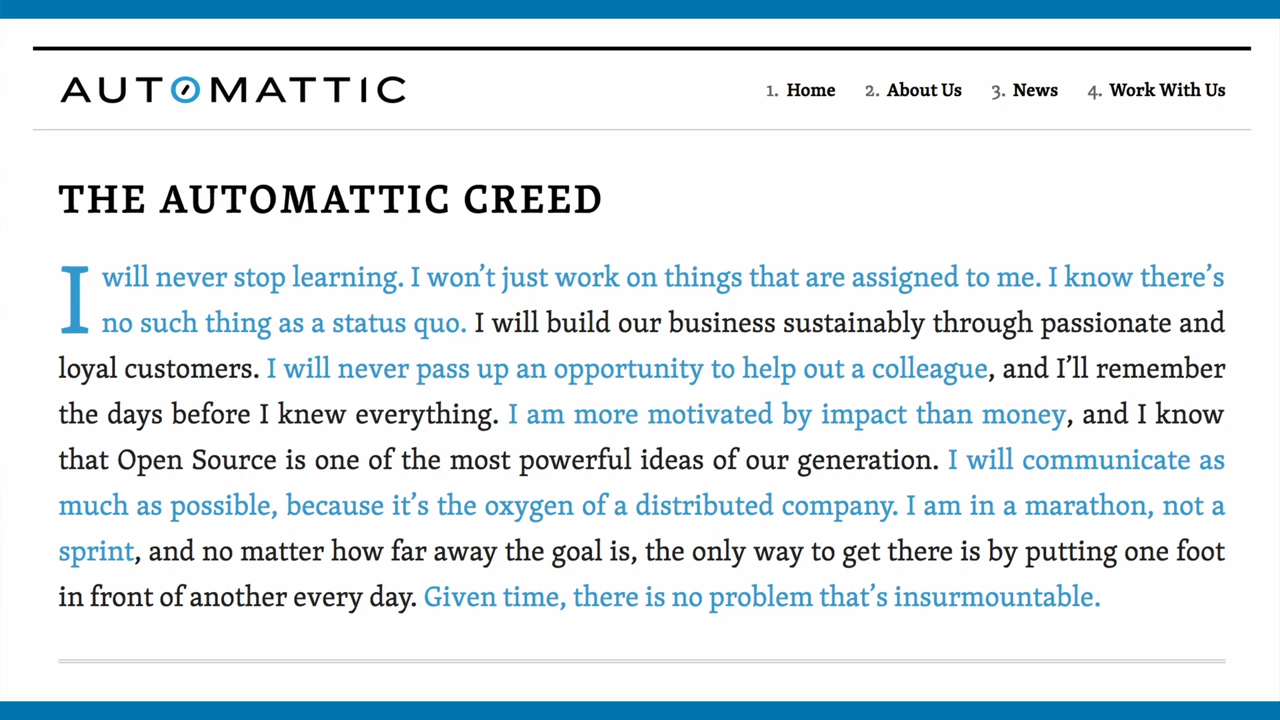 AUTOMATTIC
1. Home 2. About Us 3. News 4. Work With Us
THE AUTOMATTIC CREED
I will never stop learning. I won’t just work on things that are assigned to me. I know there’s
no such thing as a status quo. I will build our business sustainably through passionate and
loyal customers. I will never pass up an opportunity to help out a colleague, and I’ll remember
the days before I knew everything. I am more motivated by impact than money, and I know
that Open Source is one of the most powerful ideas of our generation. I will communicate as
much as possible, because it’s the oxygen of a distributed company. I am in a marathon, not a
sprint, and no matter how far away the goal is, the only way to get there is by putting one foot
in front of another every day. Given time, there is no problem that’s insurmountable.